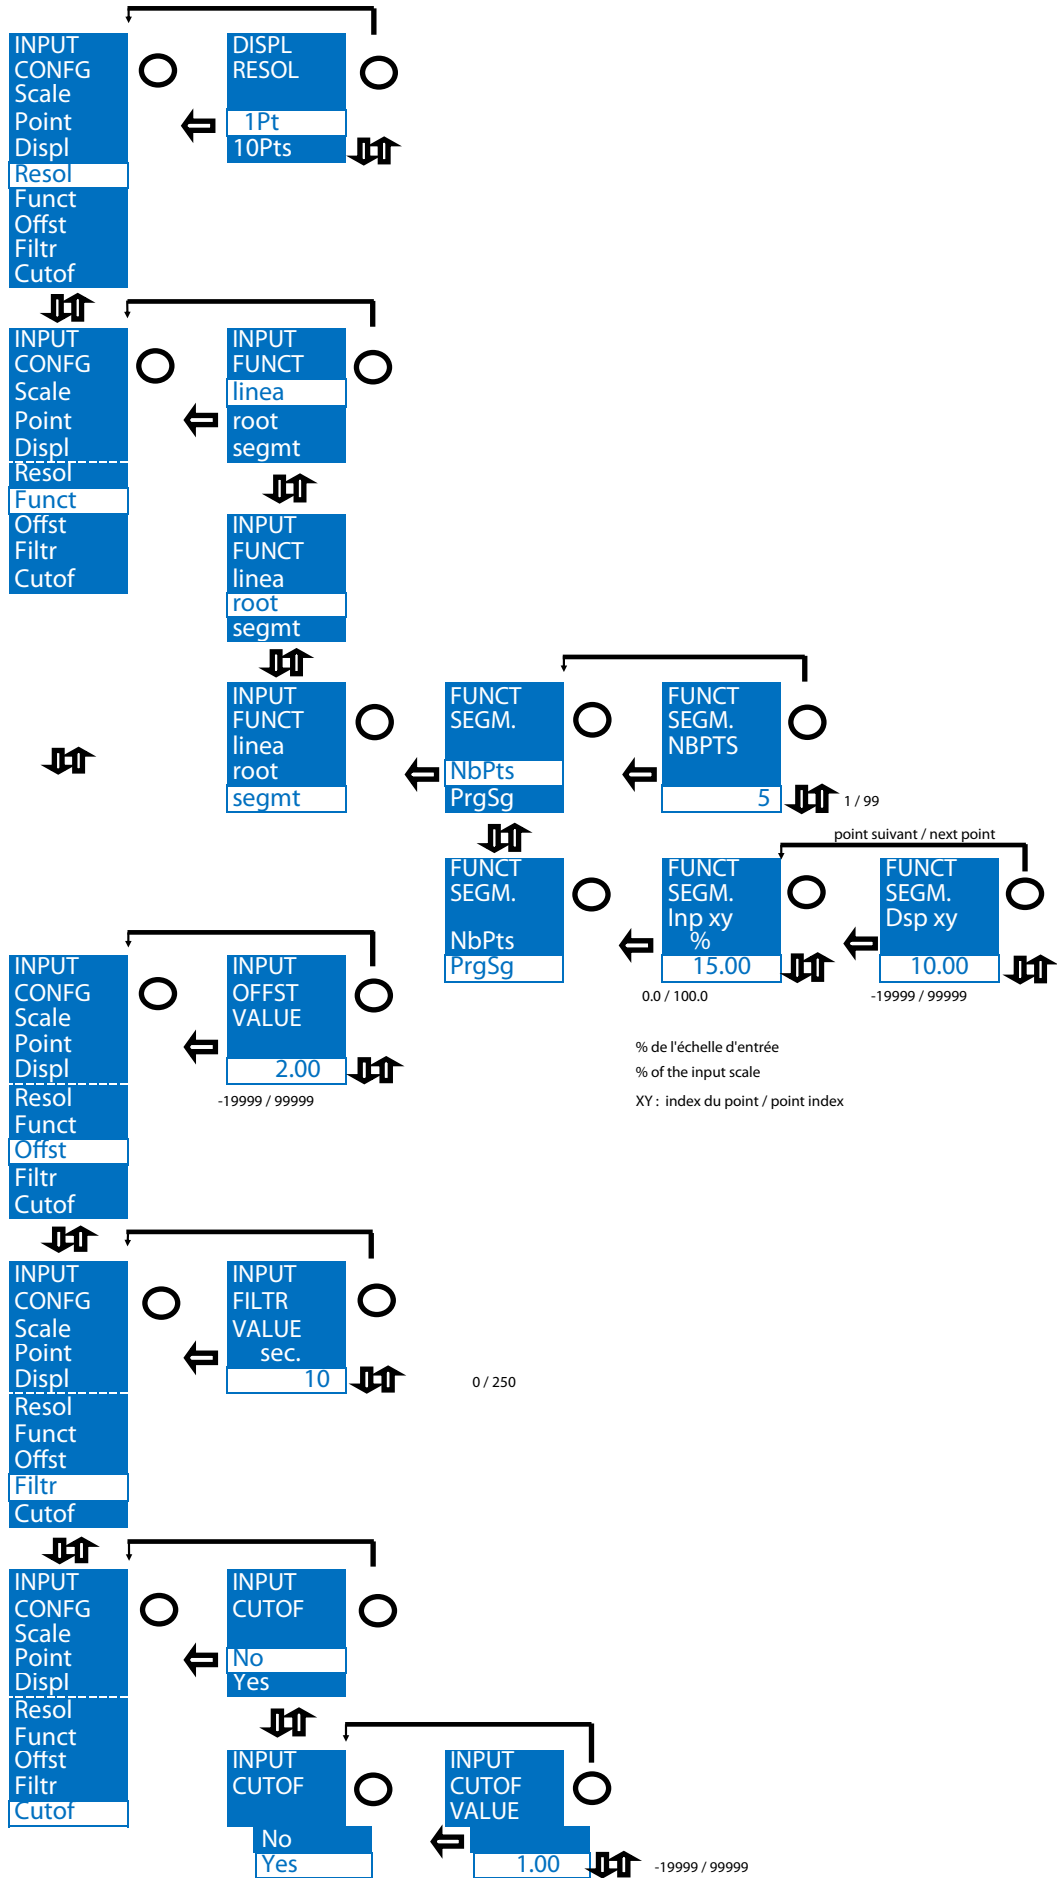 INPUT
CONFG
Scale
Point
Displ
Resol
Funct
Offst
Filtr
Cutof
DISPL
RESOL
1Pt
10Pts
INPUT
CONFG
Scale
Point
Displ
Resol
Funct
Offst
Filtr
Cutof
INPUT
FUNCT
linea
root
segmt
INPUT
FUNCT
linea
root
segmt
INPUT
FUNCT
linea
root
segmt
FUNCT
SEGM.
NbPts
PrgSg
FUNCT
SEGM.
NBPTS
5
1 / 99
point suivant / next point
FUNCT
SEGM.
NbPts
PrgSg
FUNCT
SEGM.
Inp xy
%
15.00
0.0 / 100.0
FUNCT
SEGM.
Dsp xy
10.00
-19999 / 99999
% de l'échelle d'entrée
% of the input scale
XY : index du point / point index
INPUT
CONFG
Scale
Point
Displ
Resol
Funct
Offst
Filtr
Cutof
INPUT
OFFST
VALUE
2.00
-19999 / 99999
INPUT
CONFG
Scale
Point
Displ
Resol
Funct
Offst
Filtr
Cutof
INPUT
FILTR
VALUE
sec.
10
0 / 250
INPUT
CONFG
Scale
Point
Displ
Resol
Funct
Offst
Filtr
Cutof
INPUT
CUTOF
No
Yes
INPUT
CUTOF
No
Yes
INPUT
CUTOF
VALUE
1.00
-19999 / 99999